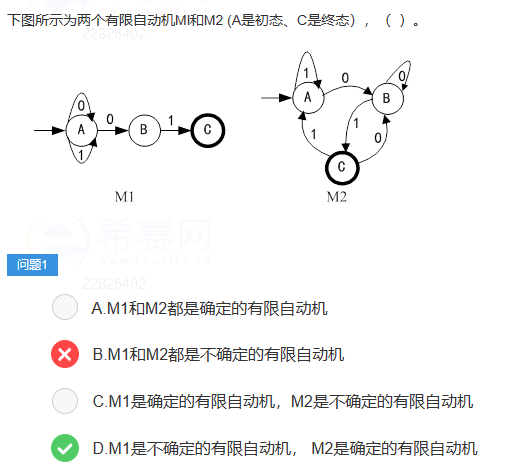 下图所示为两个有限自动机MI和M2 (A是初态、C是终态），（ ）。
22826402
0
0
1
A
B
C
1
M1
1
0
0
A
B
1
1
0
C
M2
希赛网
WWW.EDUCITY.CN
问题1
22826402
A.M1和M2都是确定的有限自动机
B.M1和M2都是不确定的有限自动机
C.M1是确定的有限自动机，M2是不确定的有限自动机
D.M1是不确定的有限自动机， M2是确定的有限自动机